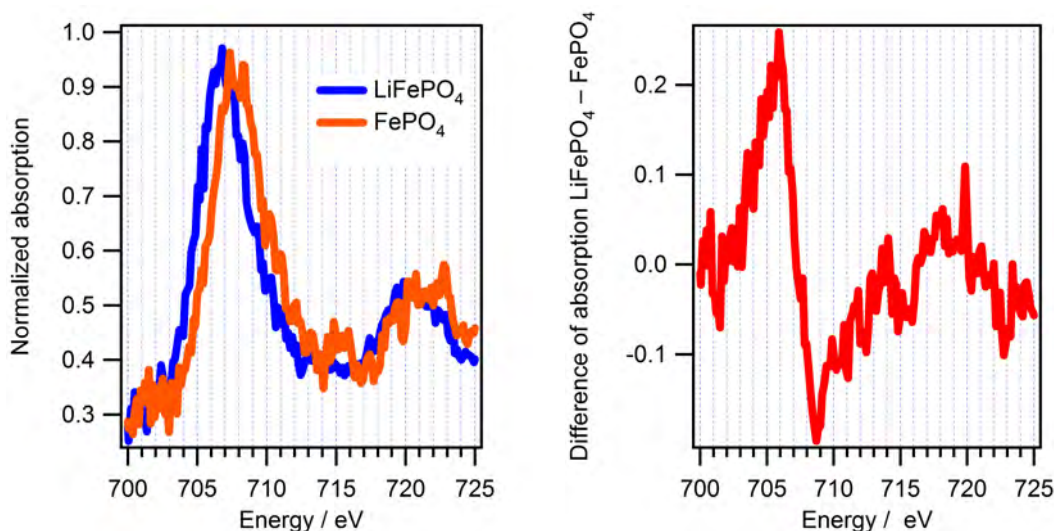 1.0
0.9
0.8
0.7
0.6
0.5
0.4
0.3
Normalized absorption
LiFePO₄
FePO₄
700 705 710 715 720 725
Energy / eV
0.2
0.1
0.0
-0.1
Difference of absorption LiFePO₄ – FePO₄
700 705 710 715 720 725
Energy / eV